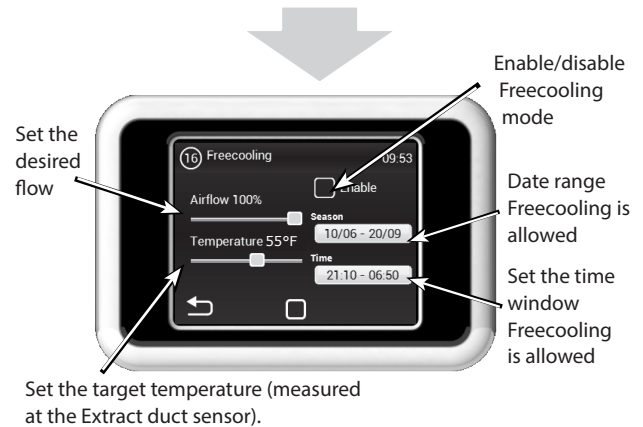 Enable/disable
Freecooling
mode
Set the
desired
flow
16 Freecooling
09:53
Enable
Airflow 100%
Season
10/06 - 20/09
Temperature 55°F
Time
21:10 - 06:50
Date range
Freecooling is
allowed
Set the time
window
Freecooling
is allowed
Set the target temperature (measured
at the Extract duct sensor).